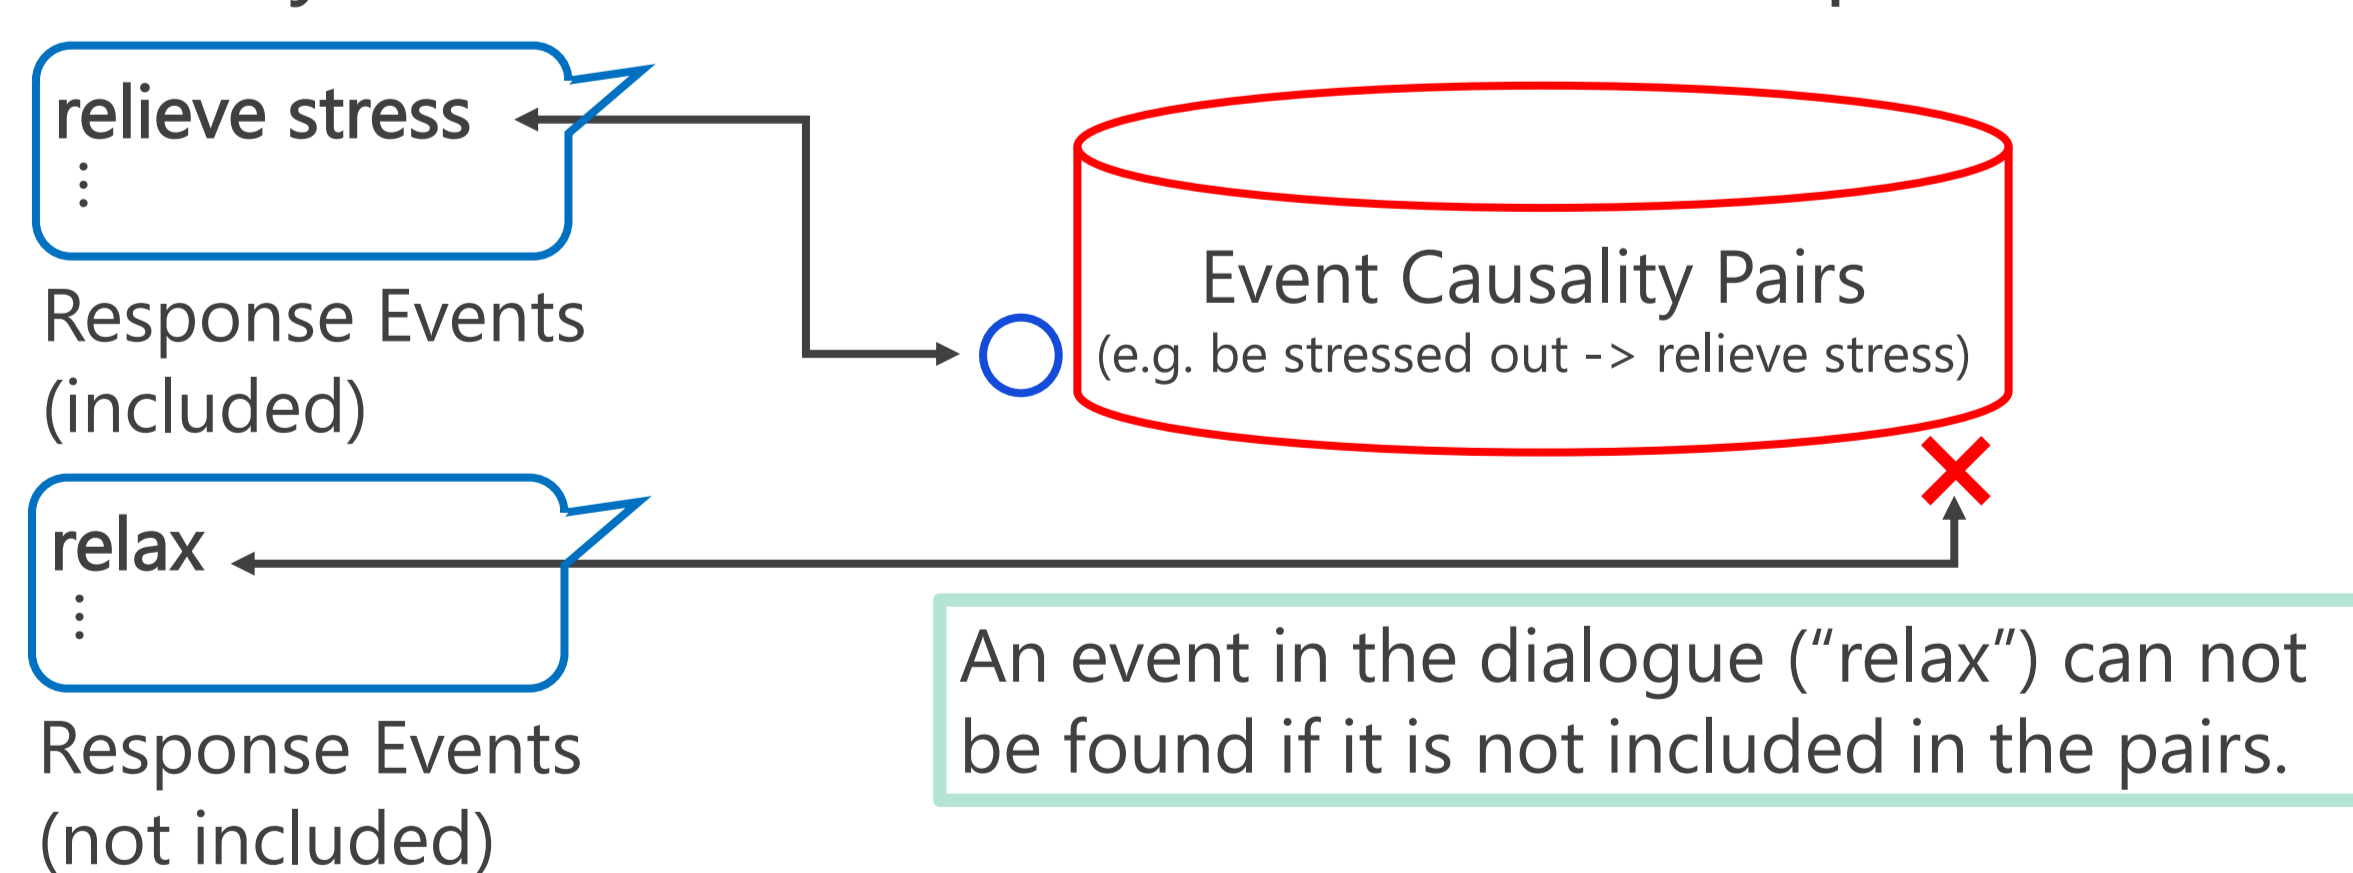 relieve stress
⋮
Response Events
(included)
Event Causality Pairs
(e.g. be stressed out -> relieve stress)
relax
⋮
Response Events
(not included)
An event in the dialogue (“relax”) can not
be found if it is not included in the pairs.